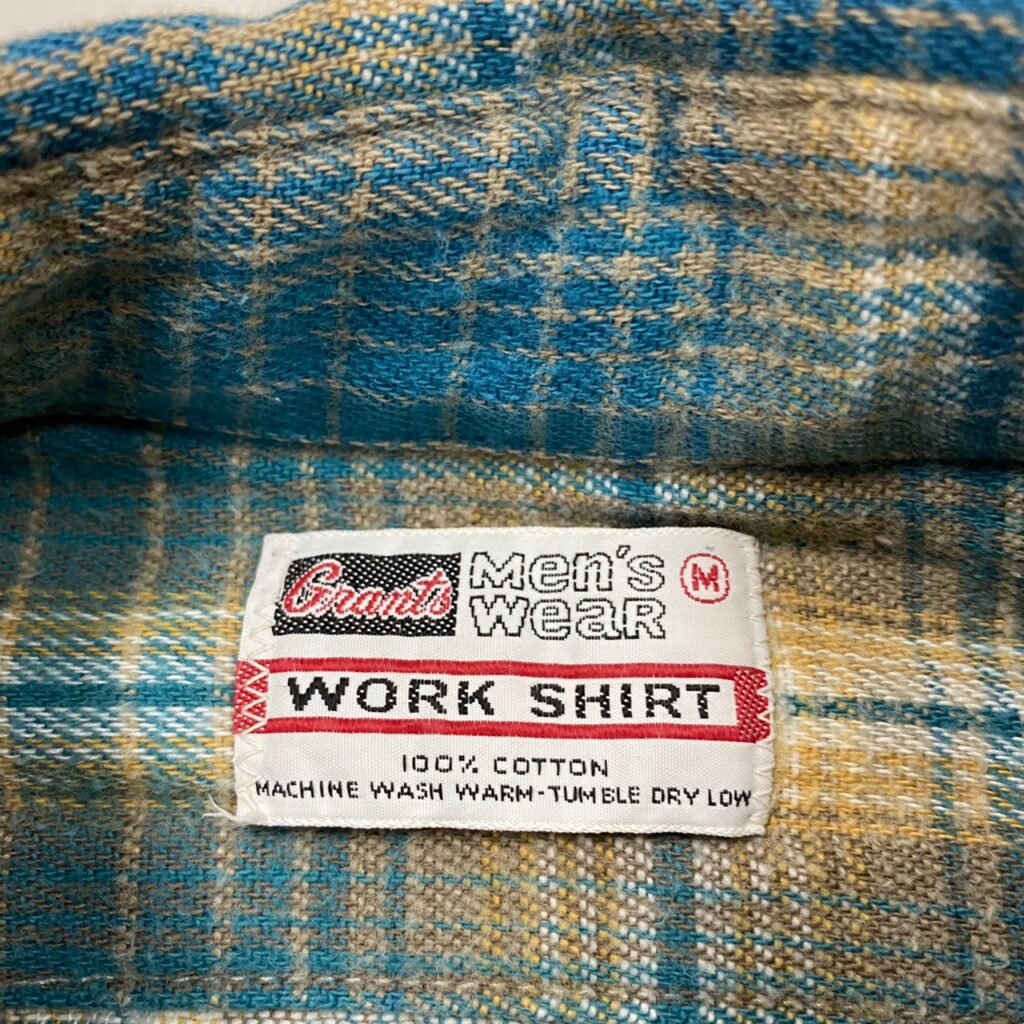 Grants Men's Wear M
WORK SHIRT
100% COTTON
MACHINE WASH WARM-TUMBLE DRY LOW